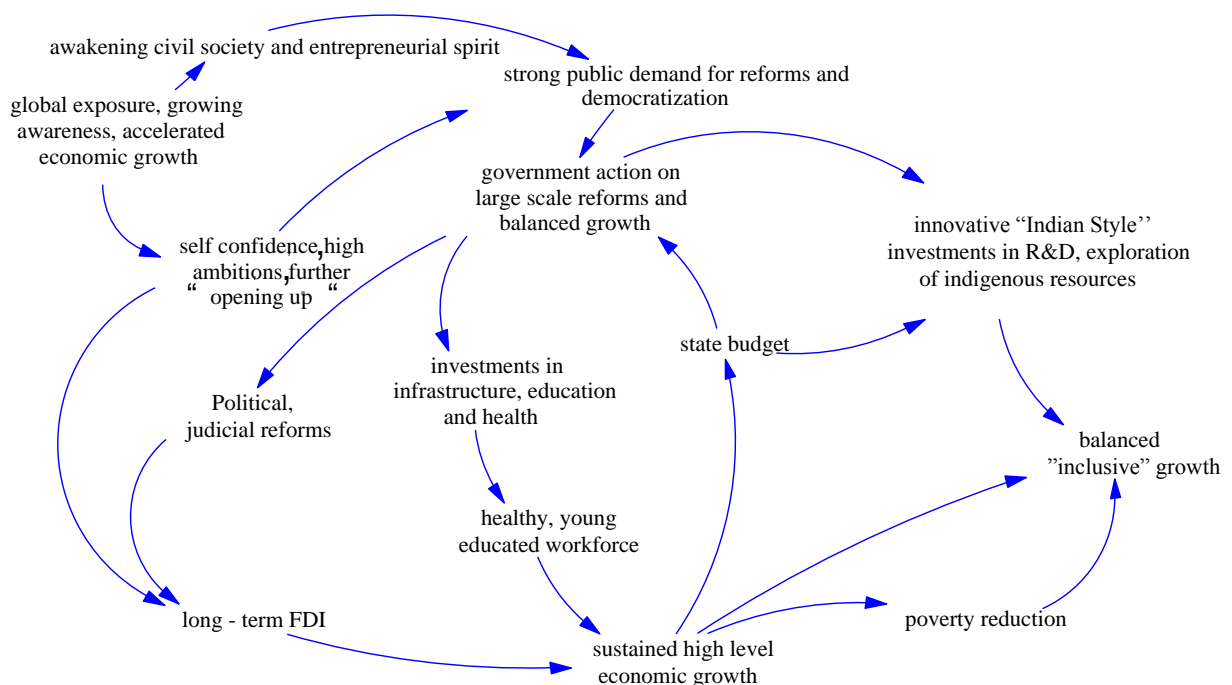 awakening civil society and entrepreneurial spirit
strong public demand for reforms and
democratization
global exposure, growing
awareness, accelerated
economic growth
government action on
large scale reforms and
balanced growth
innovative “Indian Style’’
investments in R&D, exploration
of indigenous resources
self confidence,high
ambitions,further
“ opening up “
state budget
investments in
infrastructure, education
and health
Political,
judicial reforms
balanced
”inclusive” growth
healthy, young
educated workforce
long - term FDI
poverty reduction
sustained high level
economic growth